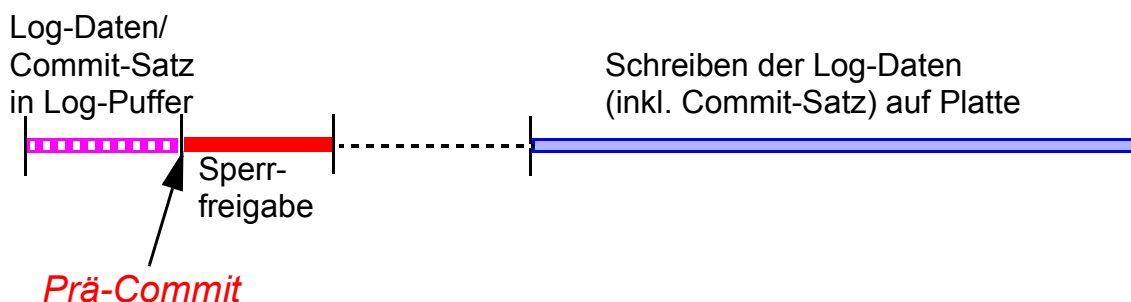 Log-Daten/
Commit-Satz
in Log-Puffer
Schreiben der Log-Daten
(inkl. Commit-Satz) auf Platte
Sperr-
freigabe
Prä-Commit